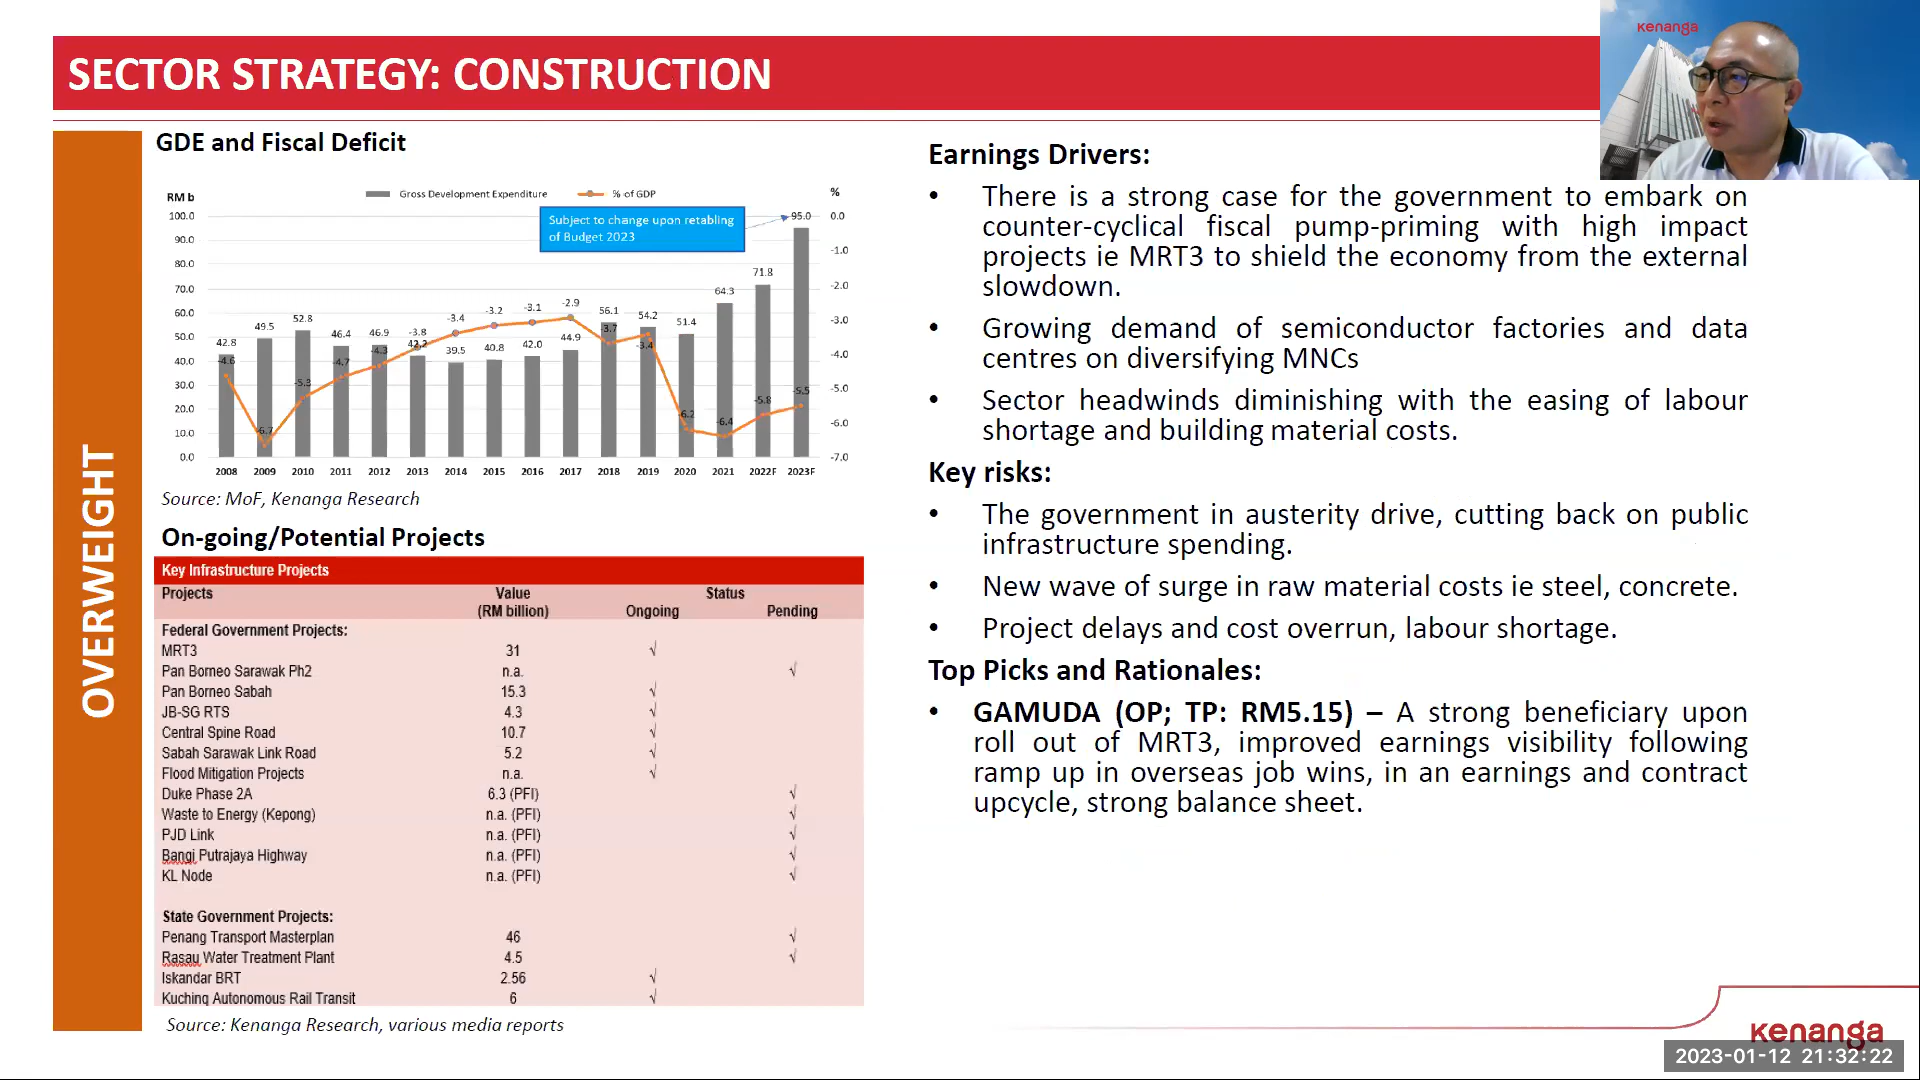 SECTOR STRATEGY: CONSTRUCTION
kenanga
OVERWEIGHT
GDE and Fiscal Deficit
RM b
Gross Development Expenditure
% of GDP
%
Subject to change upon retabling
of Budget 2023
100.0
90.0
80.0
70.0
60.0
50.0
40.0
30.0
20.0
10.0
0.0
42.8 49.5 52.8 46.4 46.9 42.2 39.5 40.8 42.0 44.9 56.1 54.2 51.4 64.3 71.8 95.0
-4.6 -6.7 -5.3 -4.7 -4.3 -3.8 -3.4 -3.2 -3.1 -2.9 -3.7 -3.4 -6.2 -6.4 -5.8 -5.5
0.0
-1.0
-2.0
-3.0
-4.0
-5.0
-6.0
-7.0
2008 2009 2010 2011 2012 2013 2014 2015 2016 2017 2018 2019 2020 2021 2022F 2023F
Source: MoF, Kenanga Research
On-going/Potential Projects
Key Infrastructure Projects
Projects Value Status
(RM billion) Ongoing Pending
Federal Government Projects:
MRT3 31 √
Pan Borneo Sarawak Ph2 n.a. √
Pan Borneo Sabah 15.3 √
JB-SG RTS 4.3 √
Central Spine Road 10.7 √
Sabah Sarawak Link Road 5.2 √
Flood Mitigation Projects n.a. √
Duke Phase 2A 6.3 (PFI) √
Waste to Energy (Kepong) n.a. (PFI) √
PJD Link n.a. (PFI) √
Bangi Putrajaya Highway n.a. (PFI) √
KL Node n.a. (PFI) √
State Government Projects:
Penang Transport Masterplan 46 √
Rasau Water Treatment Plant 4.5 √
Iskandar BRT 2.56 √
Kuching Autonomous Rail Transit 6 √
Source: Kenanga Research, various media reports
Earnings Drivers:
• There is a strong case for the government to embark on
counter-cyclical fiscal pump-priming with high impact
projects ie MRT3 to shield the economy from the external
slowdown.
• Growing demand of semiconductor factories and data
centres on diversifying MNCs
• Sector headwinds diminishing with the easing of labour
shortage and building material costs.
Key risks:
• The government in austerity drive, cutting back on public
infrastructure spending.
• New wave of surge in raw material costs ie steel, concrete.
• Project delays and cost overrun, labour shortage.
Top Picks and Rationales:
• GAMUDA (OP; TP: RM5.15) – A strong beneficiary upon
roll out of MRT3, improved earnings visibility following
ramp up in overseas job wins, in an earnings and contract
upcycle, strong balance sheet.
kenanga
2023-01-12 21:32:22